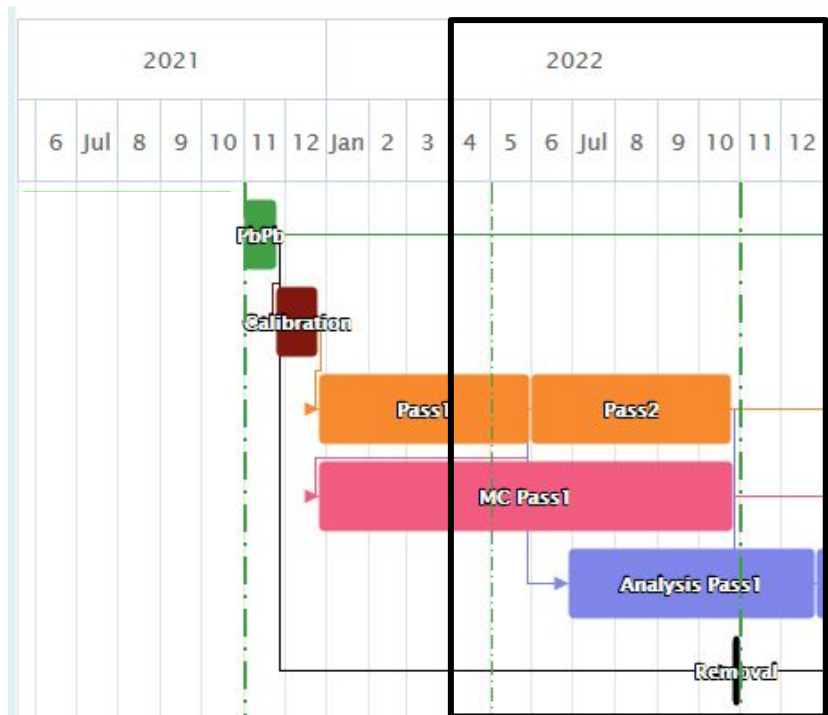 2021 2022
6 Jul 8 9 10 11 12 Jan 2 3 4 5 6 Jul 8 9 10 11 12
PbPb
Calibration
Pass1 Pass2
MC Pass1
Analysis Pass1
Removal